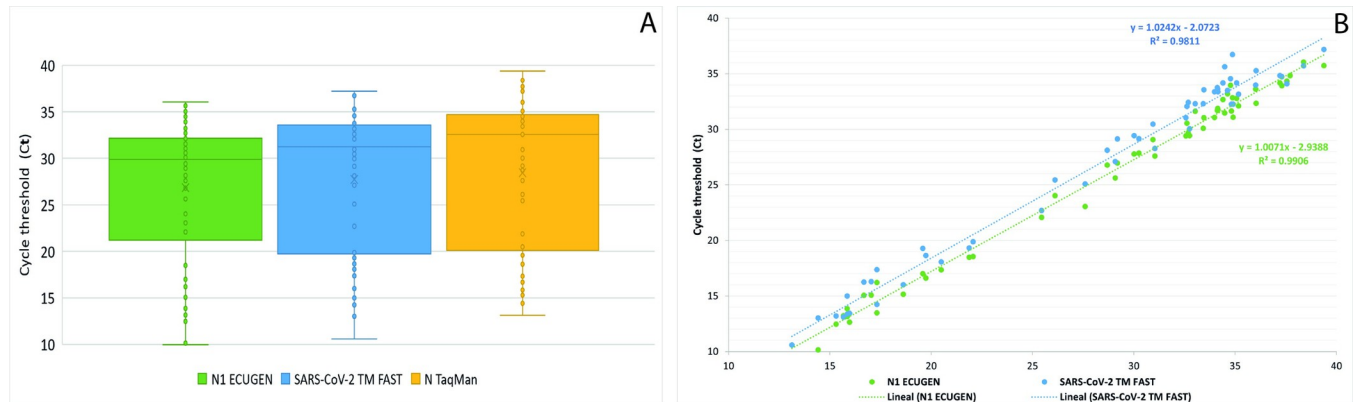 A
Cycle threshold (Ct)
40
35
30
25
20
15
10
N1 ECUGEN
SARS-CoV-2 TM FAST
N TaqMan
B
Cycle threshold (Ct)
40
35
30
25
20
15
10
y = 1.0242x - 2.0723
R² = 0.9811
y = 1.0071x - 2.9388
R² = 0.9906
10 15 20 25 30 35 40
N1 ECUGEN
SARS-CoV-2 TM FAST
Lineal (N1 ECUGEN)
Lineal (SARS-CoV-2 TM FAST)